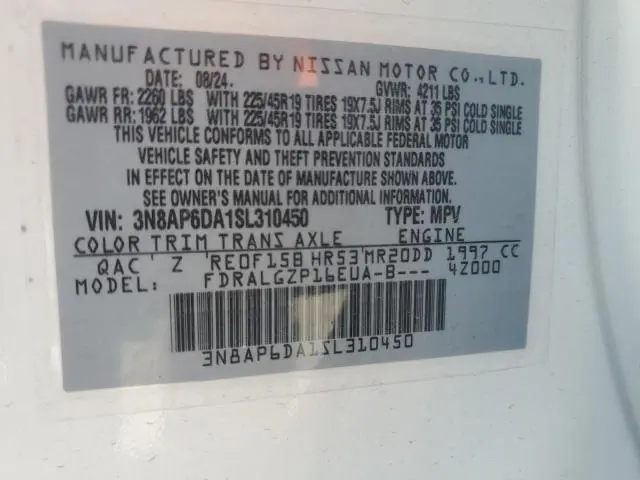 MANUFACTURED BY NISSAN MOTOR CO.,LTD.
DATE: 08/24. GVWR: 4211 LBS
GAWR FR: 2260 LBS WITH 225/45R19 TIRES 19X7.5J RIMS AT 35 PSI COLD SINGLE
GAWR RR: 1962 LBS WITH 225/45R19 TIRES 19X7.5J RIMS AT 35 PSI COLD SINGLE
THIS VEHICLE CONFORMS TO ALL APPLICABLE FEDERAL MOTOR
VEHICLE SAFETY AND THEFT PREVENTION STANDARDS
IN EFFECT ON THE DATE OF MANUFACTURE SHOWN ABOVE.
SEE OWNER'S MANUAL FOR ADDITIONAL INFORMATION.
VIN: 3N8AP6DA1SL310450 TYPE: MPV
COLOR TRIM TRANS AXLE ENGINE
QAC Z RE0F15B HR53 MR20DD 1997 CC
MODEL: FDRALGZP16EUA-B--- 4Z000
3N8AP6DA1SL310450